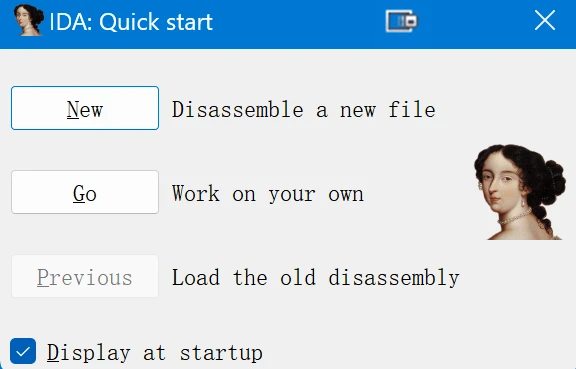 IDA: Quick start
New Disassemble a new file
Go Work on your own
Previous Load the old disassembly
Display at startup